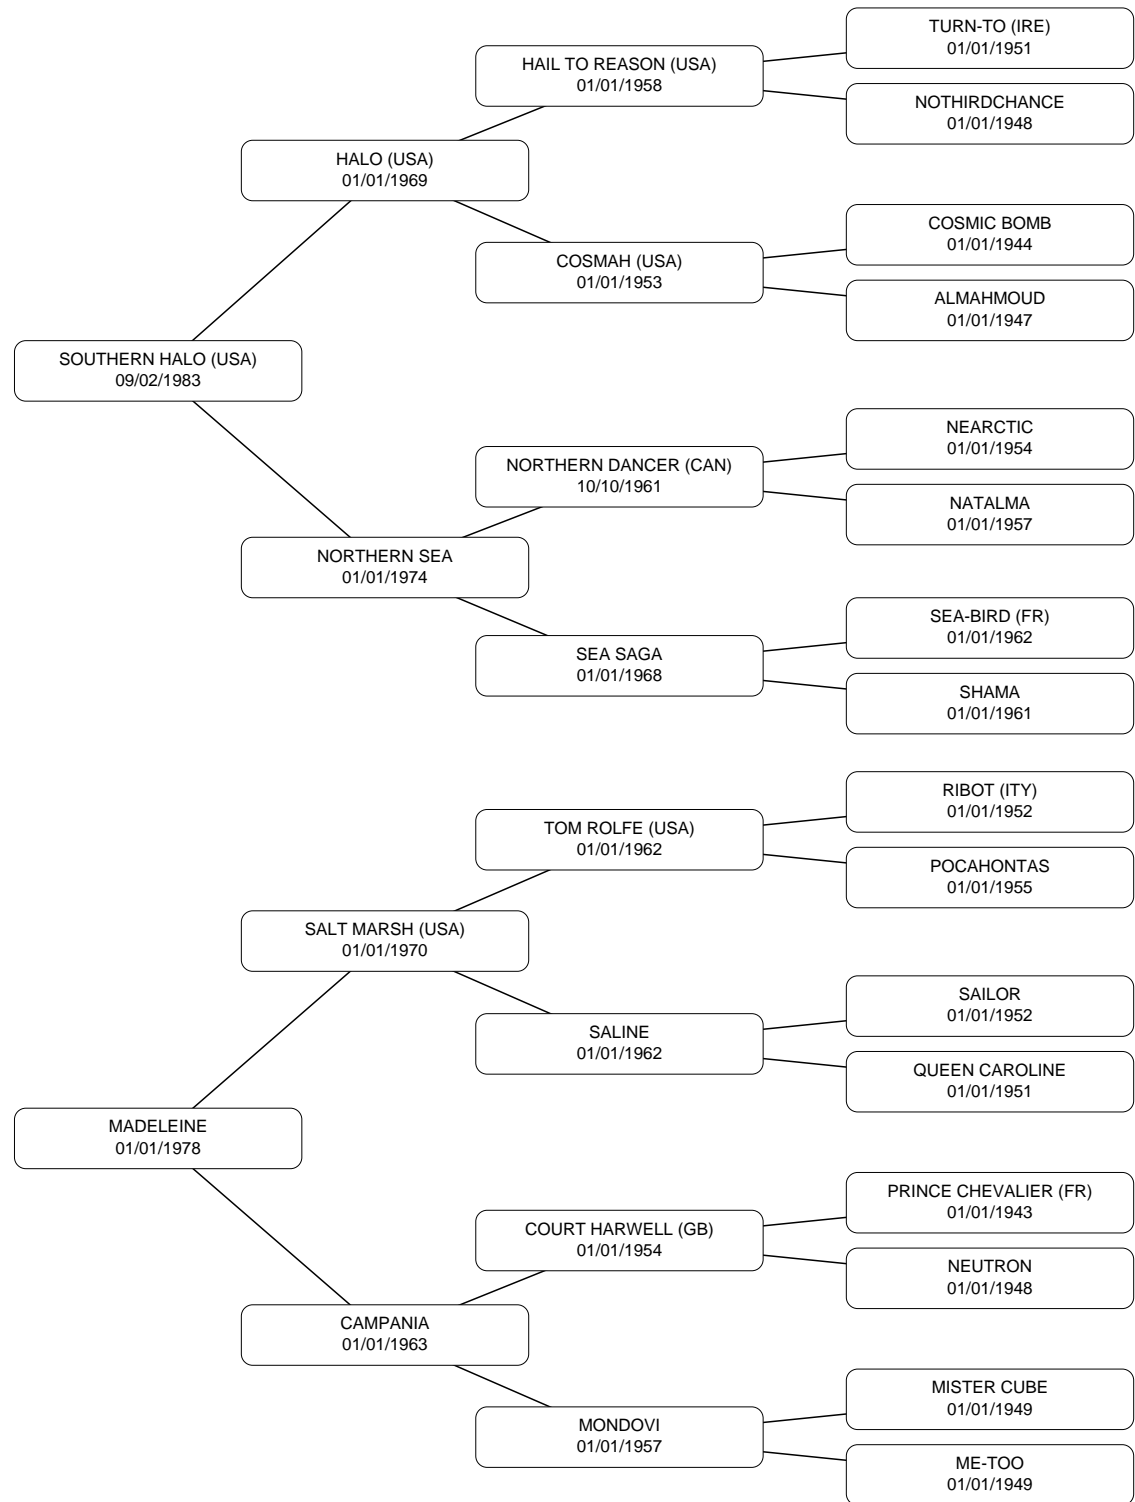 TURN-TO (IRE)
01/01/1951
HAIL TO REASON (USA)
01/01/1958
NOTHIRDCHANCE
01/01/1948
HALO (USA)
01/01/1969
COSMIC BOMB
01/01/1944
COSMAH (USA)
01/01/1953
ALMAHMOUD
01/01/1947
SOUTHERN HALO (USA)
09/02/1983
NEARCTIC
01/01/1954
NORTHERN DANCER (CAN)
10/10/1961
NATALMA
01/01/1957
NORTHERN SEA
01/01/1974
SEA-BIRD (FR)
01/01/1962
SEA SAGA
01/01/1968
SHAMA
01/01/1961
RIBOT (ITY)
01/01/1952
TOM ROLFE (USA)
01/01/1962
POCAHONTAS
01/01/1955
SALT MARSH (USA)
01/01/1970
SAILOR
01/01/1952
SALINE
01/01/1962
QUEEN CAROLINE
01/01/1951
MADELEINE
01/01/1978
PRINCE CHEVALIER (FR)
01/01/1943
COURT HARWELL (GB)
01/01/1954
NEUTRON
01/01/1948
CAMPANIA
01/01/1963
MISTER CUBE
01/01/1949
MONDOVI
01/01/1957
ME-TOO
01/01/1949